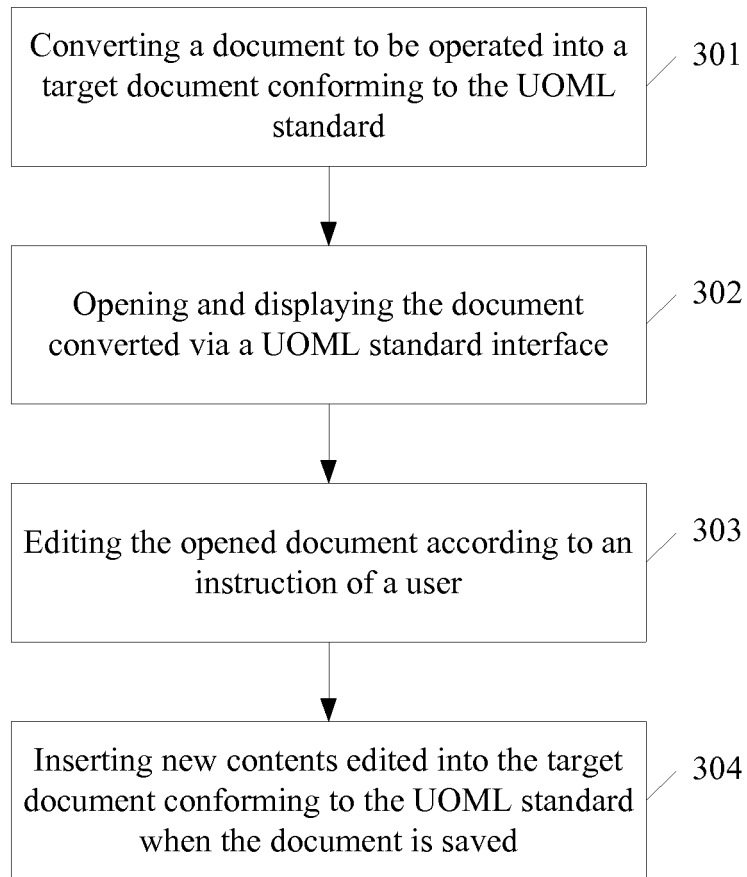 Converting a document to be operated into a
target document conforming to the UOML
standard
301
Opening and displaying the document
converted via a UOML standard interface
302
Editing the opened document according to an
instruction of a user
303
Inserting new contents edited into the target
document conforming to the UOML standard
when the document is saved
304